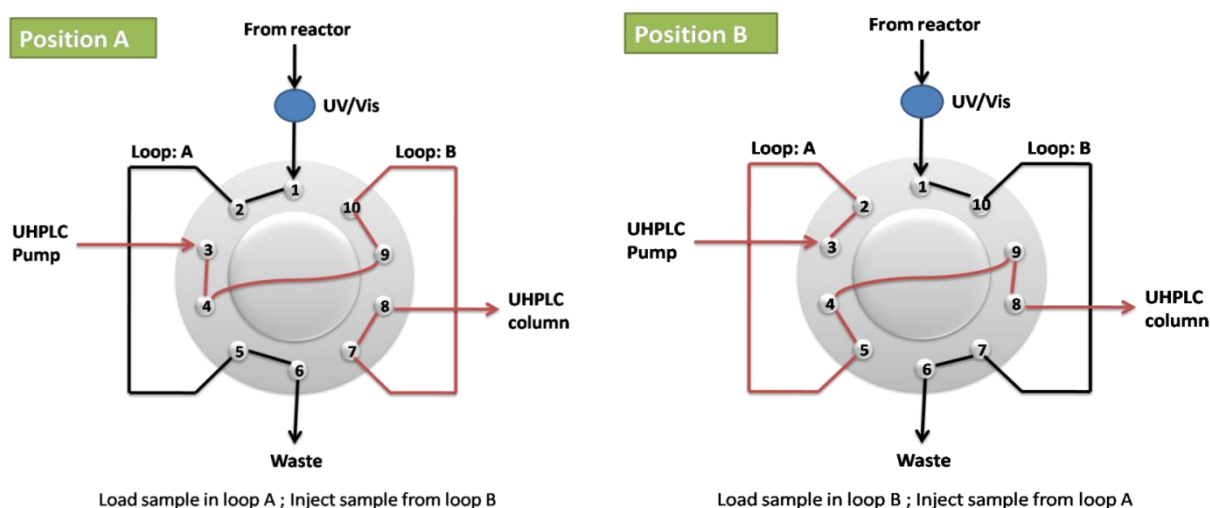 Position A
From reactor
UV/Vis
Loop: A
Loop: B
1
2
10
UHPLC
Pump
3
9
4
8
UHPLC
column
5
7
6
Waste
Load sample in loop A ; Inject sample from loop B
Position B
From reactor
UV/Vis
Loop: A
Loop: B
1
2
10
UHPLC
Pump
3
9
4
8
UHPLC
column
5
7
6
Waste
Load sample in loop B ; Inject sample from loop A